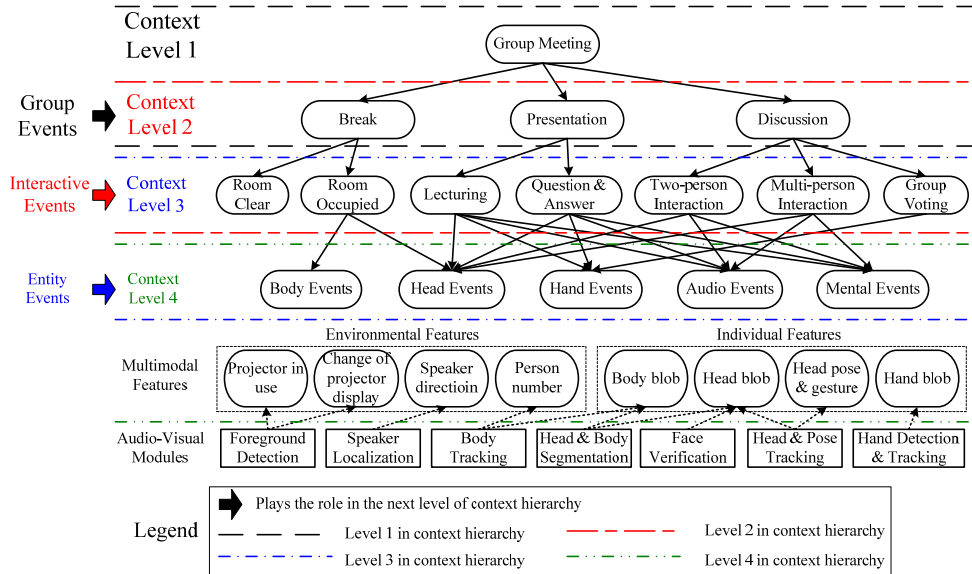 Context
Level 1
Group Meeting
Group
Events
Context
Level 2
Break
Presentation
Discussion
Interactive
Events
Context
Level 3
Room
Clear
Room
Occupied
Lecturing
Question &
Answer
Two-person
Interaction
Multi-person
Interaction
Group
Voting
Entity
Events
Context
Level 4
Body Events
Head Events
Hand Events
Audio Events
Mental Events
Environmental Features
Individual Features
Multimodal
Features
Projector in
use
Change of
projector
display
Speaker
directioin
Person
number
Body blob
Head blob
Head pose
& gesture
Hand blob
Audio-Visual
Modules
Foreground
Detection
Speaker
Localization
Body
Tracking
Head & Body
Segmentation
Face
Verification
Head & Pose
Tracking
Hand Detection
& Tracking
Legend
Plays the role in the next level of context hierarchy
Level 1 in context hierarchy
Level 2 in context hierarchy
Level 3 in context hierarchy
Level 4 in context hierarchy